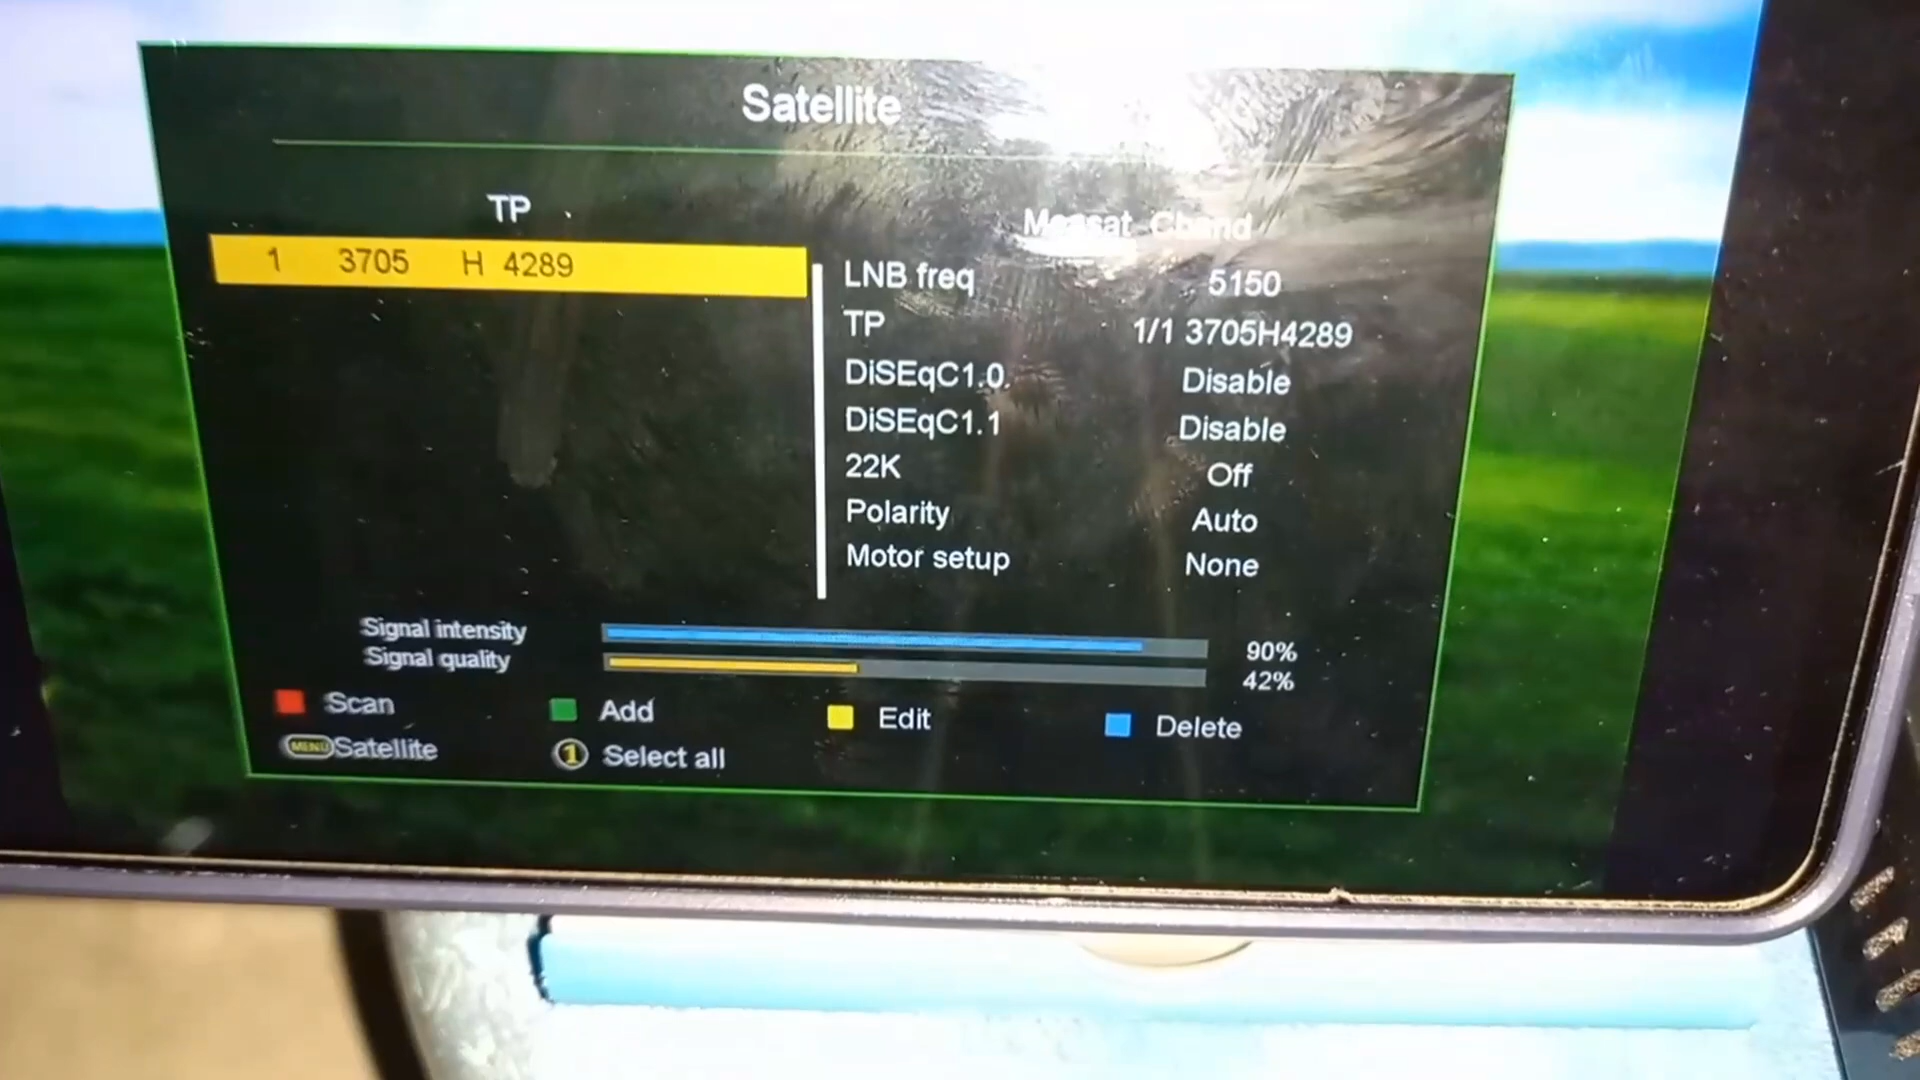 Satellite
TP
1 3705 H 4289
Measat Cband
LNB freq 5150
TP 1/1 3705H4289
DiSEqC1.0. Disable
DiSEqC1.1 Disable
22K Off
Polarity Auto
Motor setup None
Signal intensity 90%
Signal quality 42%
Scan Add Edit Delete
MENU Satellite 1 Select all